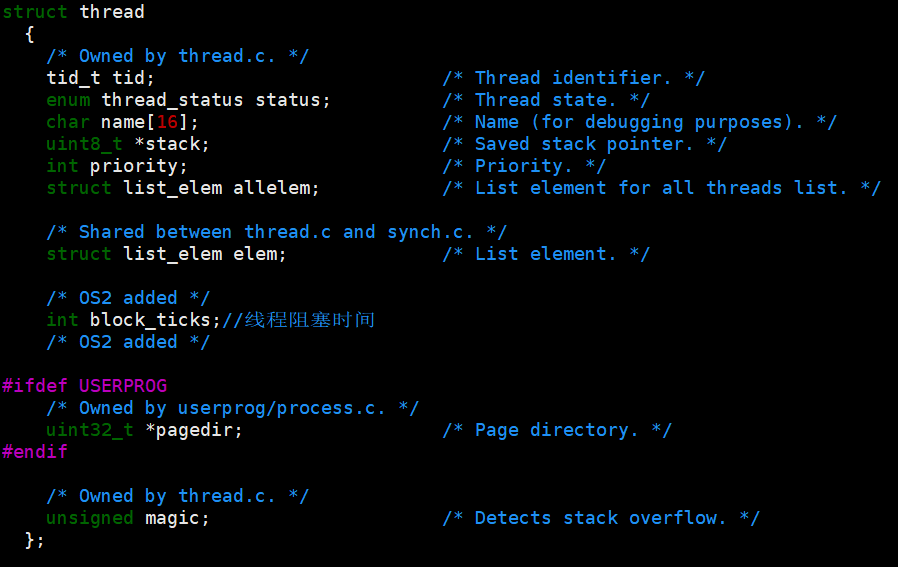 struct thread
  {
    /* Owned by thread.c. */
    tid_t tid;                          /* Thread identifier. */
    enum thread_status status;          /* Thread state. */
    char name[16];                      /* Name (for debugging purposes). */
    uint8_t *stack;                     /* Saved stack pointer. */
    int priority;                       /* Priority. */
    struct list_elem allelem;           /* List element for all threads list. */

    /* Shared between thread.c and synch.c. */
    struct list_elem elem;              /* List element. */

    /* OS2 added */
    int block_ticks;//线程阻塞时间
    /* OS2 added */

#ifdef USERPROG
    /* Owned by userprog/process.c. */
    uint32_t *pagedir;                  /* Page directory. */
#endif

    /* Owned by thread.c. */
    unsigned magic;                     /* Detects stack overflow. */
  };